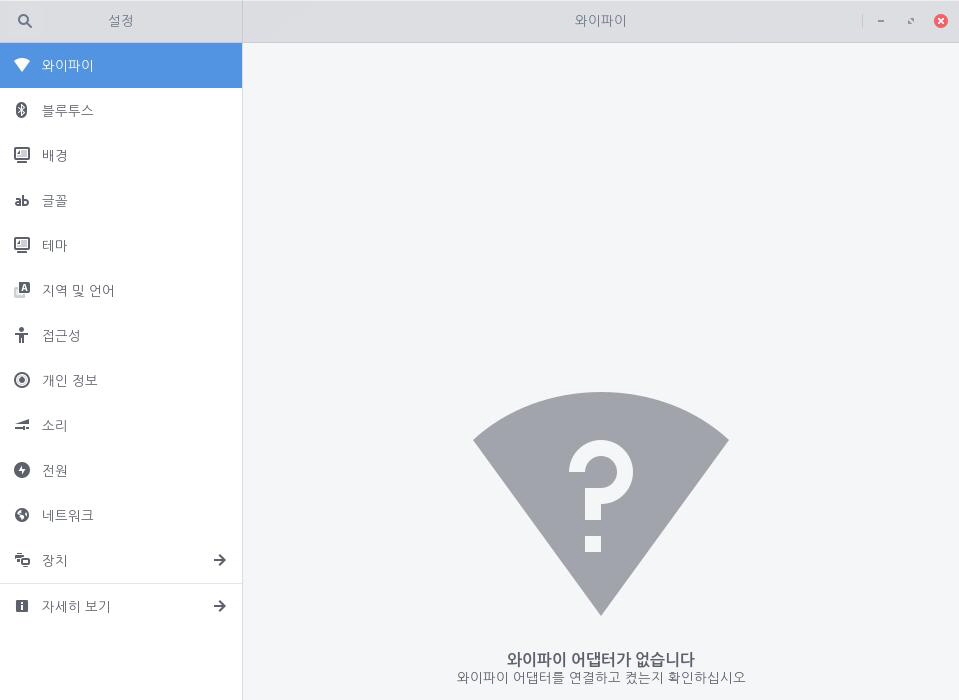 설정
와이파이
와이파이
블루투스
배경
ab 글꼴
테마
A 지역 및 언어
접근성
개인 정보
소리
전원
네트워크
장치
자세히 보기
?
와이파이 어댑터가 없습니다
와이파이 어댑터를 연결하고 켰는지 확인하십시오